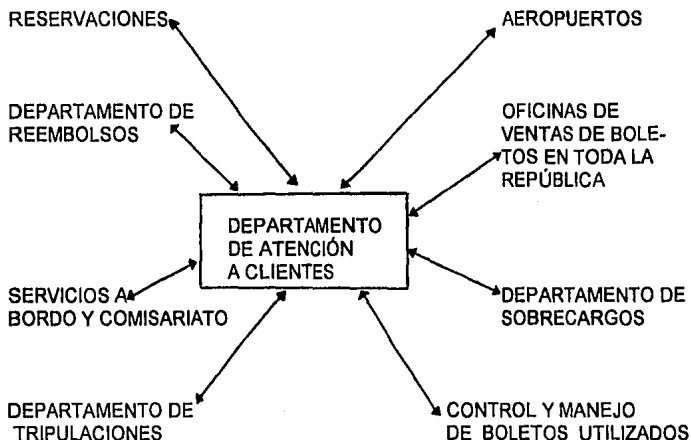 RESERVACIONES
AEROPUERTOS
DEPARTAMENTO DE
REEMBOLSOS
OFICINAS DE
VENTAS DE BOLE-
TOS EN TODA LA
REPÚBLICA
DEPARTAMENTO
DE ATENCIÓN
A CLIENTES
SERVICIOS A
BORDO Y COMISARIATO
DEPARTAMENTO DE
SOBRECARGOS
DEPARTAMENTO DE
TRIPULACIONES
CONTROL Y MANEJO
DE BOLETOS UTILIZADOS